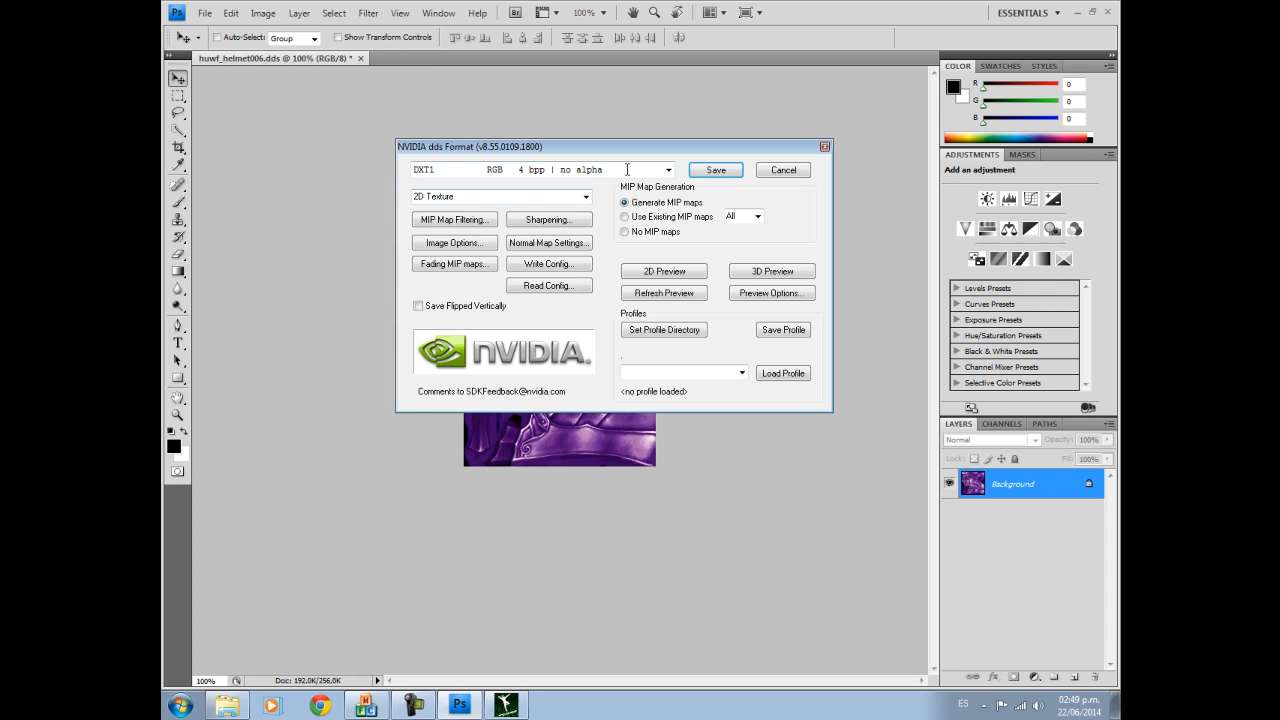 Ps File Edit Image Layer Select Filter View Window Help Br 100% ESSENTIALS
Auto-Select: Group Show Transform Controls
huwf_helmet006.dds @ 100% (RGB/8) *
COLOR SWATCHES STYLES
R 0
G 0
B 0
ADJUSTMENTS MASKS
Add an adjustment
Levels Presets
Curves Presets
Exposure Presets
Hue/Saturation Presets
Black & White Presets
Channel Mixer Presets
Selective Color Presets
LAYERS CHANNELS PATHS
Normal Opacity: 100%
Lock: Fill: 100%
Background
NVIDIA dds Format (v8.55.0109.1800)
DXT1 RGB 4 bpp | no alpha
Save Cancel
2D Texture
MIP Map Filtering... Sharpening...
Image Options... Normal Map Settings...
Fading MIP maps... Write Config...
Read Config...
Save Flipped Vertically
nVIDIA.
Comments to SDKFeedback@nvidia.com
MIP Map Generation
Generate MIP maps
Use Existing MIP maps All
No MIP maps
2D Preview 3D Preview
Refresh Preview Preview Options...
Profiles
Set Profile Directory Save Profile
.
Load Profile
<no profile loaded>
100% Doc: 192,0K/256,0K
Ps ES 02:49 p.m.
22/06/2014